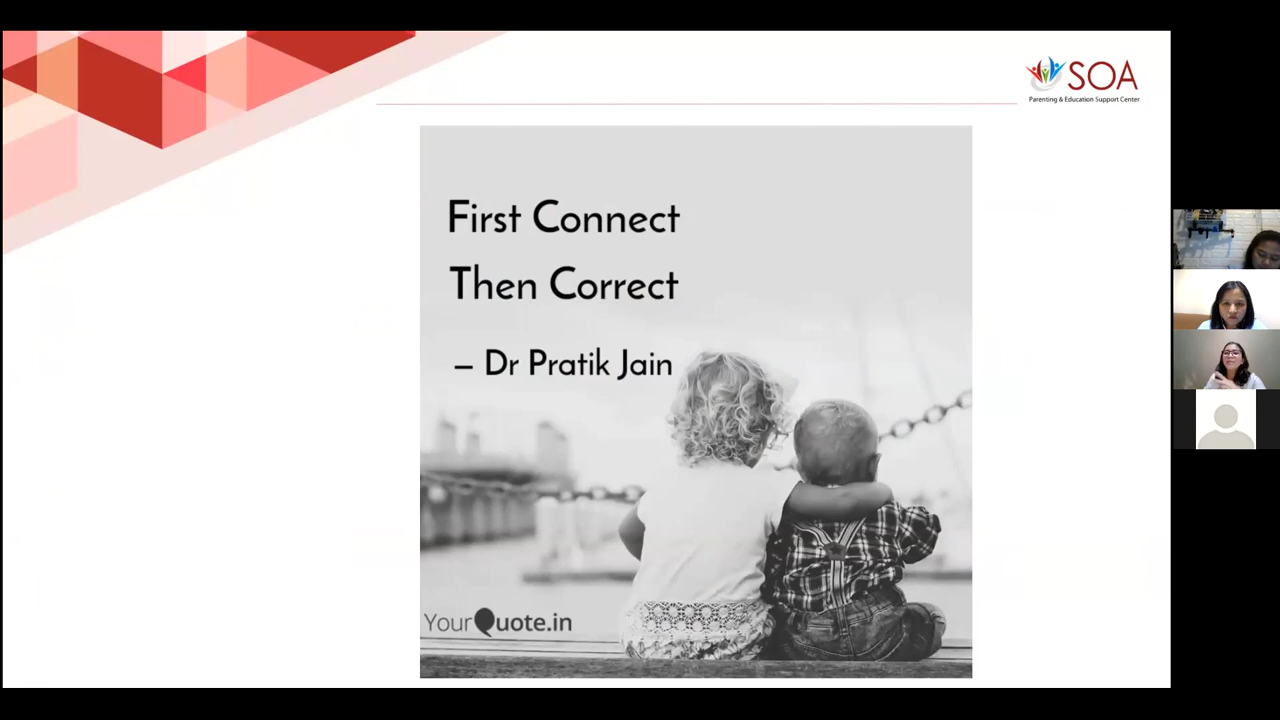 SOA
Parenting & Education Support Center
First Connect
Then Correct
– Dr Pratik Jain
YourQuote.in